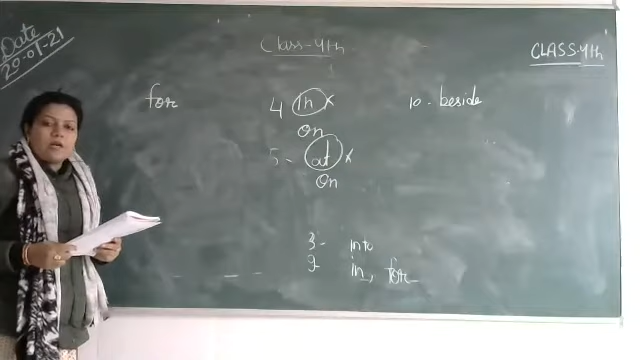 Date
20-01-21
Class-4th
CLASS-4th
for
4 in x
on
5- at x
on
10. beside
3- into
9 in, for